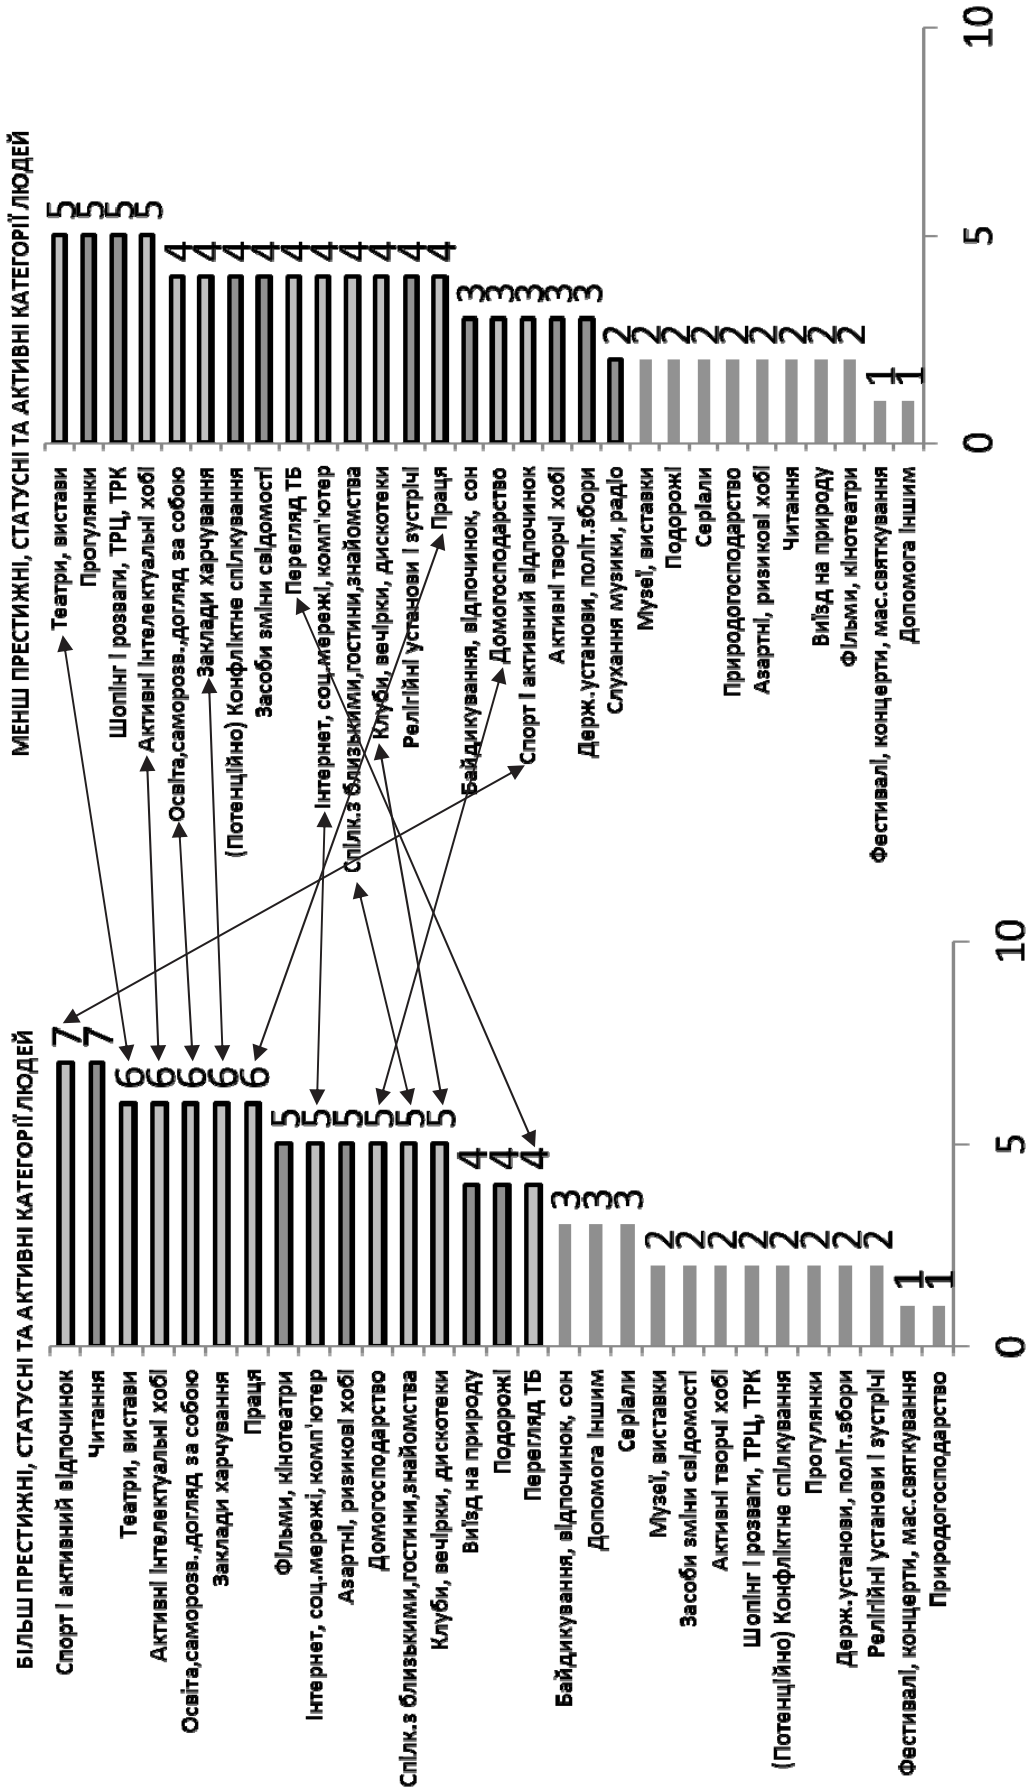 БІЛЬШ ПРЕСТИЖНІ, СТАТУСНІ ТА АКТИВНІ КАТЕГОРІЇ ЛЮДЕЙ
Спорт і активний відпочинок 7
Читання 7
Театри, вистави 6
Активні інтелектуальні хобі 6
Освіта,саморозв.,догляд за собою 6
Заклади харчування 6
Праця 6
Фільми, кінотеатри 5
Інтернет, соц.мережі, комп'ютер 5
Азартні, ризикові хобі 5
Домогосподарство 5
Спілк.з близькими,гостини,знайомства 5
Клуби, вечірки, дискотеки 5
Виїзд на природу 4
Подорожі 4
Перегляд ТБ 4
Байдикування, відпочинок, сон 3
Допомога іншим 3
Серіали 3
Музеї, виставки 2
Засоби зміни свідомості 2
Активні творчі хобі 2
Шопінг і розваги, ТРЦ, ТРК 2
(Потенційно) Конфліктне спілкування 2
Прогулянки 2
Держ.установи, політ.збори 2
Релігійні установи і зустрічі 2
Фестивалі, концерти, мас.святкування 1
Природогосподарство 1
0 5 10
МЕНШ ПРЕСТИЖНІ, СТАТУСНІ ТА АКТИВНІ КАТЕГОРІЇ ЛЮДЕЙ
Театри, вистави 5
Прогулянки 5
Шопінг і розваги, ТРЦ, ТРК 5
Активні інтелектуальні хобі 5
Освіта,саморозв.,догляд за собою 4
Заклади харчування 4
(Потенційно) Конфліктне спілкування 4
Засоби зміни свідомості 4
Перегляд ТБ 4
Інтернет, соц.мережі, комп'ютер 4
Спілк.з близькими,гостини,знайомства 4
Клуби, вечірки, дискотеки 4
Релігійні установи і зустрічі 4
Праця 4
Байдикування, відпочинок, сон 3
Домогосподарство 3
Спорт і активний відпочинок 3
Активні творчі хобі 3
Держ.установи, політ.збори 3
Слухання музики, радіо 2
Музеї, виставки 2
Подорожі 2
Серіали 2
Природогосподарство 2
Азартні, ризикові хобі 2
Читання 2
Виїзд на природу 2
Фільми, кінотеатри 2
Фестивалі, концерти, мас.святкування 1
Допомога іншим 1
0 5 10